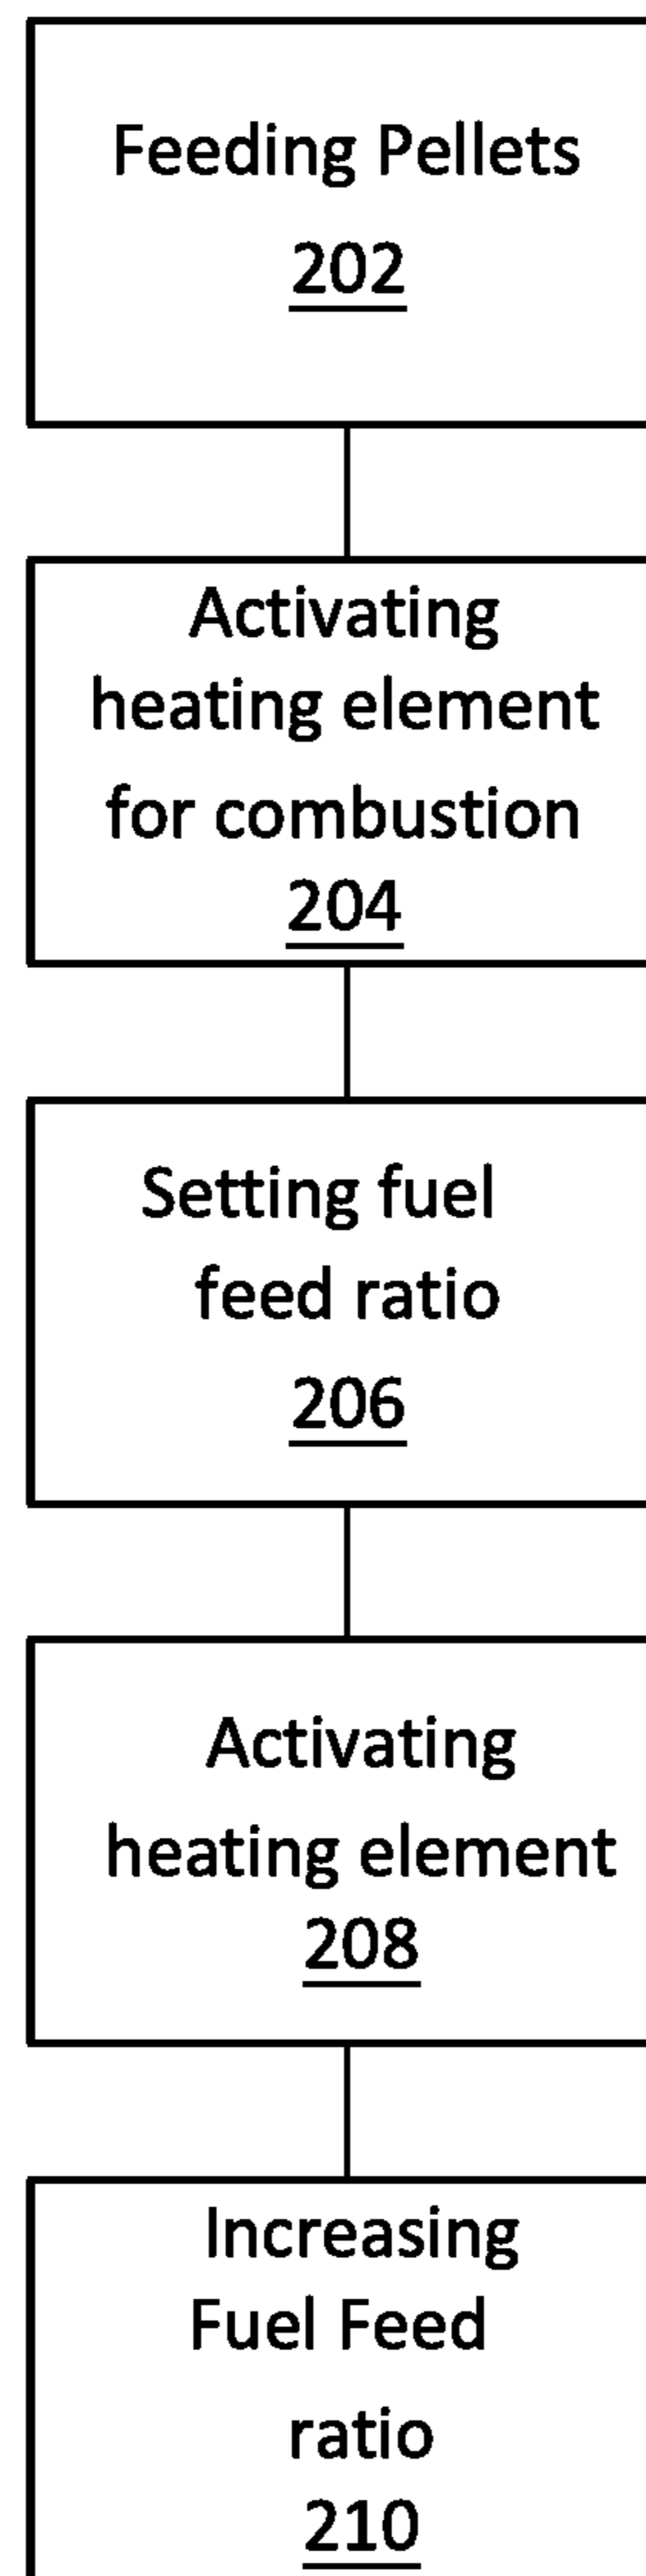 Feeding Pellets
202
Activating
heating element
for combustion
204
Setting fuel
feed ratio
206
Activating
heating element
208
Increasing
Fuel Feed
ratio
210